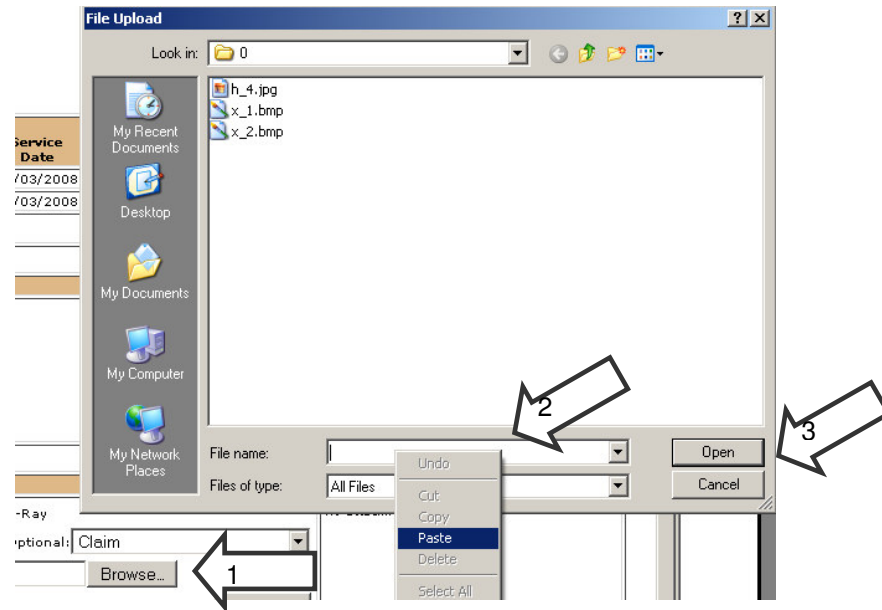 File Upload
Look in: 0
h_4.jpg
x_1.bmp
x_2.bmp
My Recent
Documents
Desktop
My Documents
My Computer
My Network
Places
Service
Date
/03/2008
/03/2008
2
3
File name:
Open
Files of type: All Files
Cancel
Undo
Cut
Copy
Paste
Delete
Select All
-Ray
ptional: Claim
Browse...
1